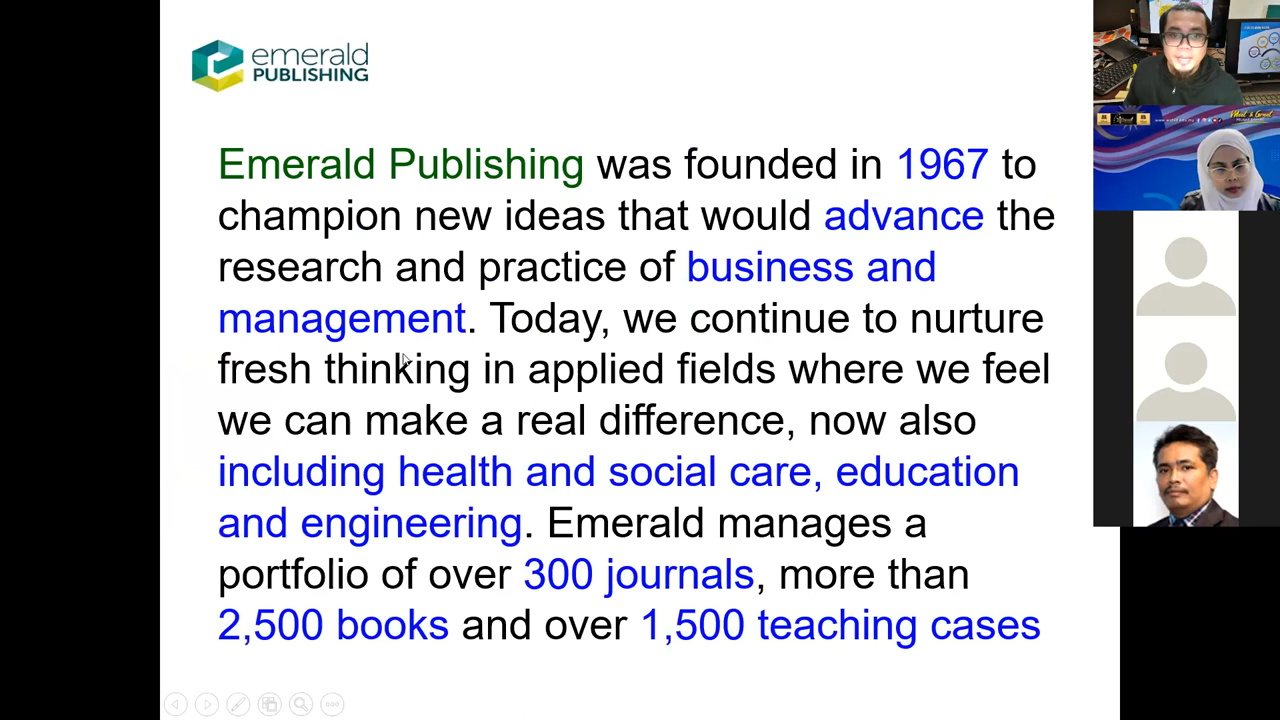 emerald
PUBLISHING
Emerald Publishing was founded in 1967 to
champion new ideas that would advance the
research and practice of business and
management. Today, we continue to nurture
fresh thinking in applied fields where we feel
we can make a real difference, now also
including health and social care, education
and engineering. Emerald manages a
portfolio of over 300 journals, more than
2,500 books and over 1,500 teaching cases
Meet & Greet